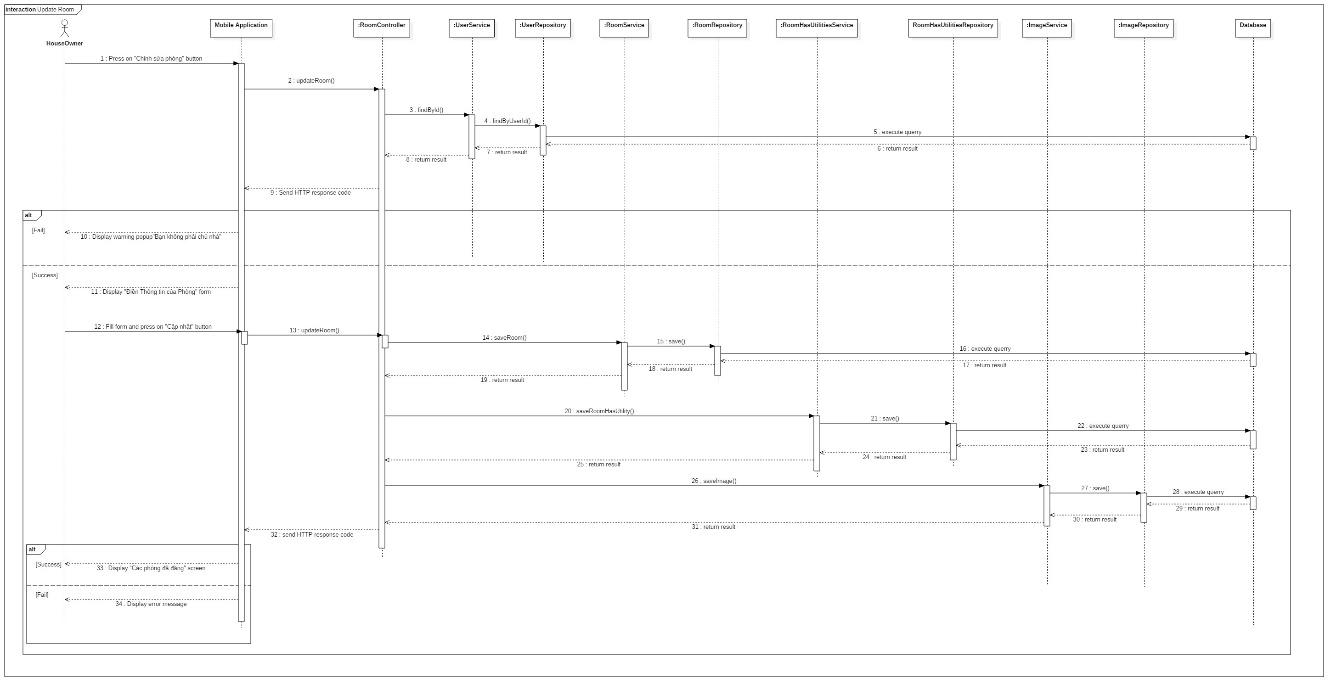 interaction Update Room
HouseOwner
Mobile Application
:RoomController
:UserService
:UserRepository
:RoomService
:RoomRepository
:RoomHasUtilitiesService
RoomHasUtilitiesRepository
:ImageService
:ImageRepository
Database
1 : Press on "Chỉnh sửa phòng" button
2 : updateRoom()
3 : findById()
4 : findByUserId()
5 : execute querry
6 : return result
7 : return result
8 : return result
9 : Send HTTP response code
alt
[Fail]
10 : Display warning popup"Bạn không phải chủ nhà"
[Success]
11 : Display "Điền Thông tin của Phòng" form
12 : Fill form and press on "Cập nhật" button
13 : updateRoom()
14 : saveRoom()
15 : save()
16 : execute querry
17 : return result
18 : return result
19 : return result
20 : saveRoomHasUtility()
21 : save()
22 : execute querry
23 : return result
24 : return result
25 : return result
26 : saveImage()
27 : save()
28 : execute querry
29 : return result
30 : return result
31 : return result
32 : send HTTP response code
alt
[Success]
33 : Display "Các phòng đã đăng" screen
[Fail]
34 : Display error message